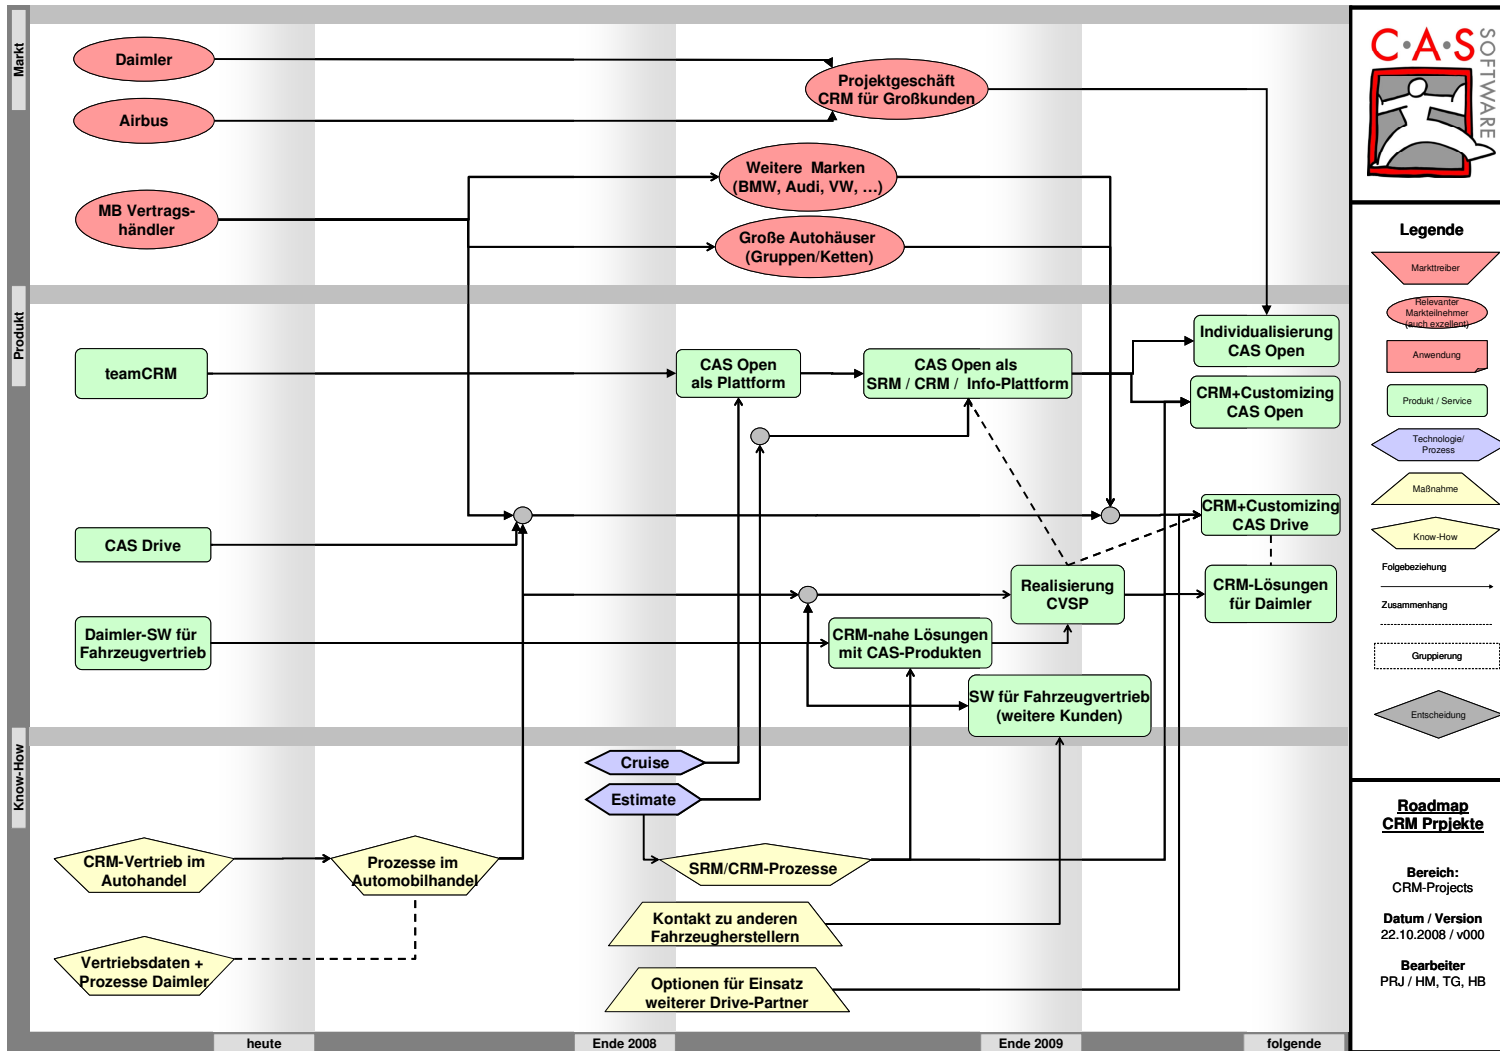 Markt
Daimler
Airbus
MB Vertrags-
händler
Projektgeschäft
CRM für Großkunden
Weitere Marken
(BMW, Audi, VW, ...)
Große Autohäuser
(Gruppen/Ketten)
Produkt
teamCRM
CAS Open
als Plattform
CAS Open als
SRM / CRM / Info-Plattform
Individualisierung
CAS Open
CRM+Customizing
CAS Open
CRM+Customizing
CAS Drive
CAS Drive
Realisierung
CVSP
CRM-Lösungen
für Daimler
Daimler-SW für
Fahrzeugvertrieb
CRM-nahe Lösungen
mit CAS-Produkten
SW für Fahrzeugvertrieb
(weitere Kunden)
Know-How
Cruise
Estimate
CRM-Vertrieb im
Autohandel
Prozesse im
Automobilhandel
SRM/CRM-Prozesse
Kontakt zu anderen
Fahrzeugherstellern
Vertriebsdaten +
Prozesse Daimler
Optionen für Einsatz
weiterer Drive-Partner
heute
Ende 2008
Ende 2009
folgende
C·A·S
SOFTWARE
Legende
Markttreiber
Relevanter
Markteilnehmer
(auch exzellent)
Anwendung
Produkt / Service
Technologie/
Prozess
Maßnahme
Know-How
Folgebeziehung
Zusammenhang
Gruppierung
Entscheidung
Roadmap
CRM Prpjekte
Bereich:
CRM-Projects
Datum / Version
22.10.2008 / v000
Bearbeiter
PRJ / HM, TG, HB